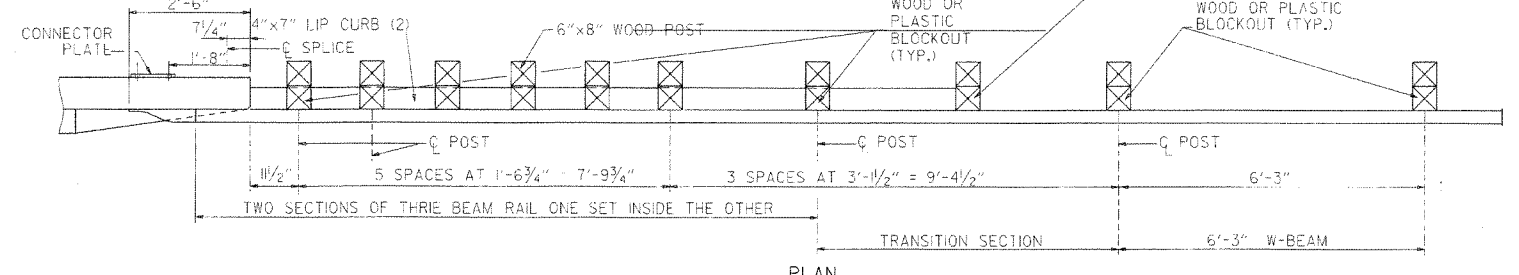 2'-6"
WOOD OR
PLASTIC
BLOCKOUT
(TYP.)
WOOD OR PLASTIC
BLOCKOUT (TYP.)
CONNECTOR
PLATE
7¼"
4"x7" LIP CURB (2)
℄ SPLICE
1'-8"
6"x8" WOOD POST
℄ POST
℄ POST
℄ POST
11½"
5 SPACES AT 1'-6¾" = 7'-9¾"
3 SPACES AT 3'-1½" = 9'-4½"
6'-3"
TWO SECTIONS OF THRIE BEAM RAIL ONE SET INSIDE THE OTHER
TRANSITION SECTION
6'-3" W-BEAM
PLAN